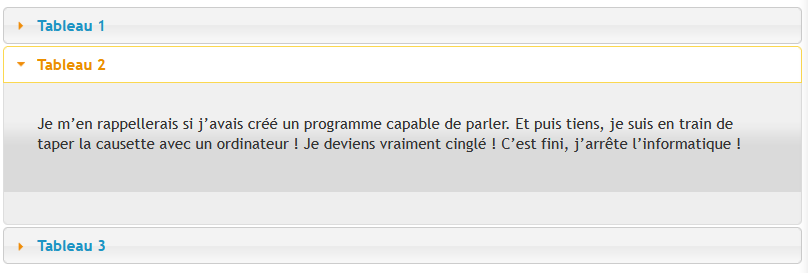 Tableau 1
Tableau 2
Je m’en rappellerais si j’avais créé un programme capable de parler. Et puis tiens, je suis en train de
taper la causette avec un ordinateur ! Je deviens vraiment cinglé ! C’est fini, j’arrête l’informatique !
Tableau 3